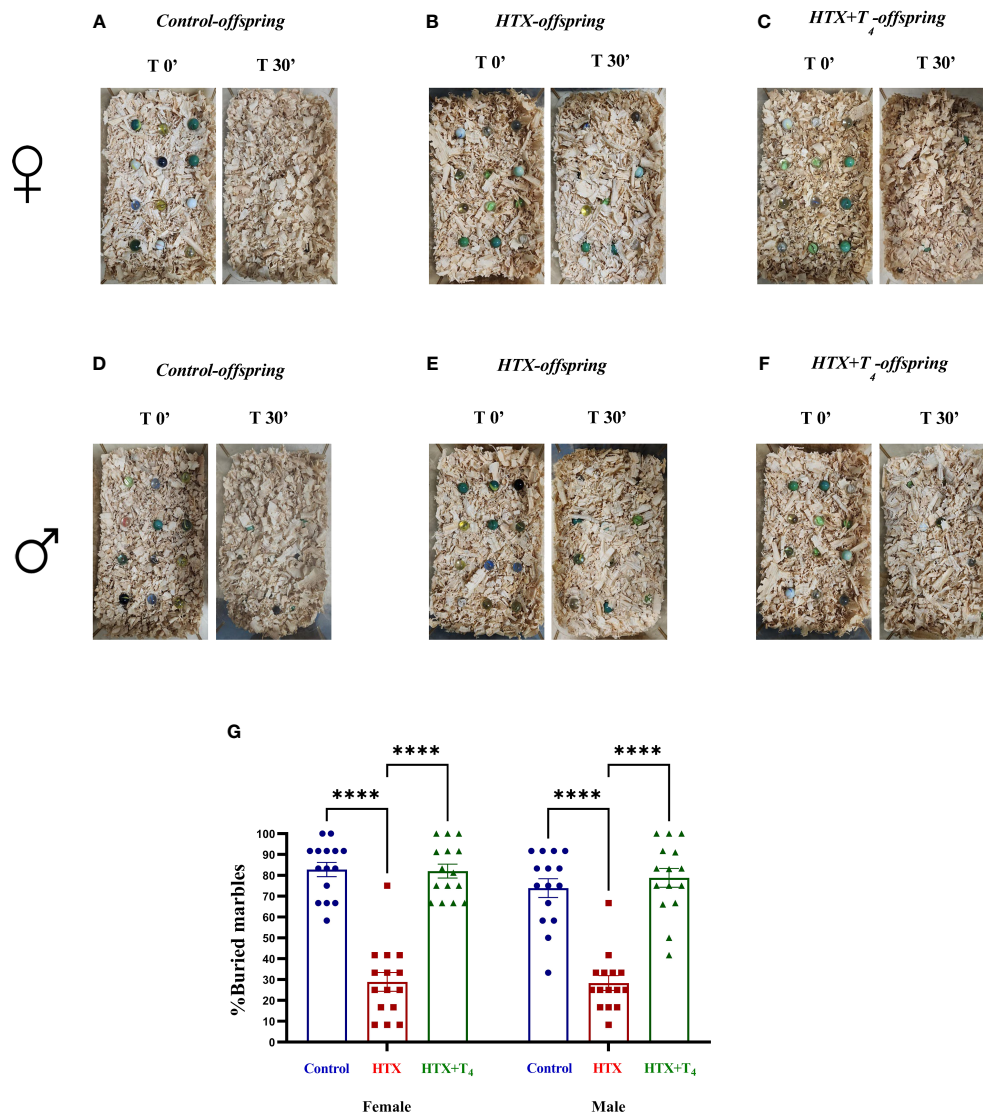 A Control-offspring
T 0’ T 30’
B HTX-offspring
T 0’ T 30’
C HTX+T4-offspring
T 0’ T 30’
♀
D Control-offspring
T 0’ T 30’
E HTX-offspring
T 0’ T 30’
F HTX+T4-offspring
T 0’ T 30’
♂
G
**** ****
**** ****
%Buried marbles
100
90
80
70
60
50
40
30
20
10
0
Control HTX HTX+T4 Control HTX HTX+T4
Female Male